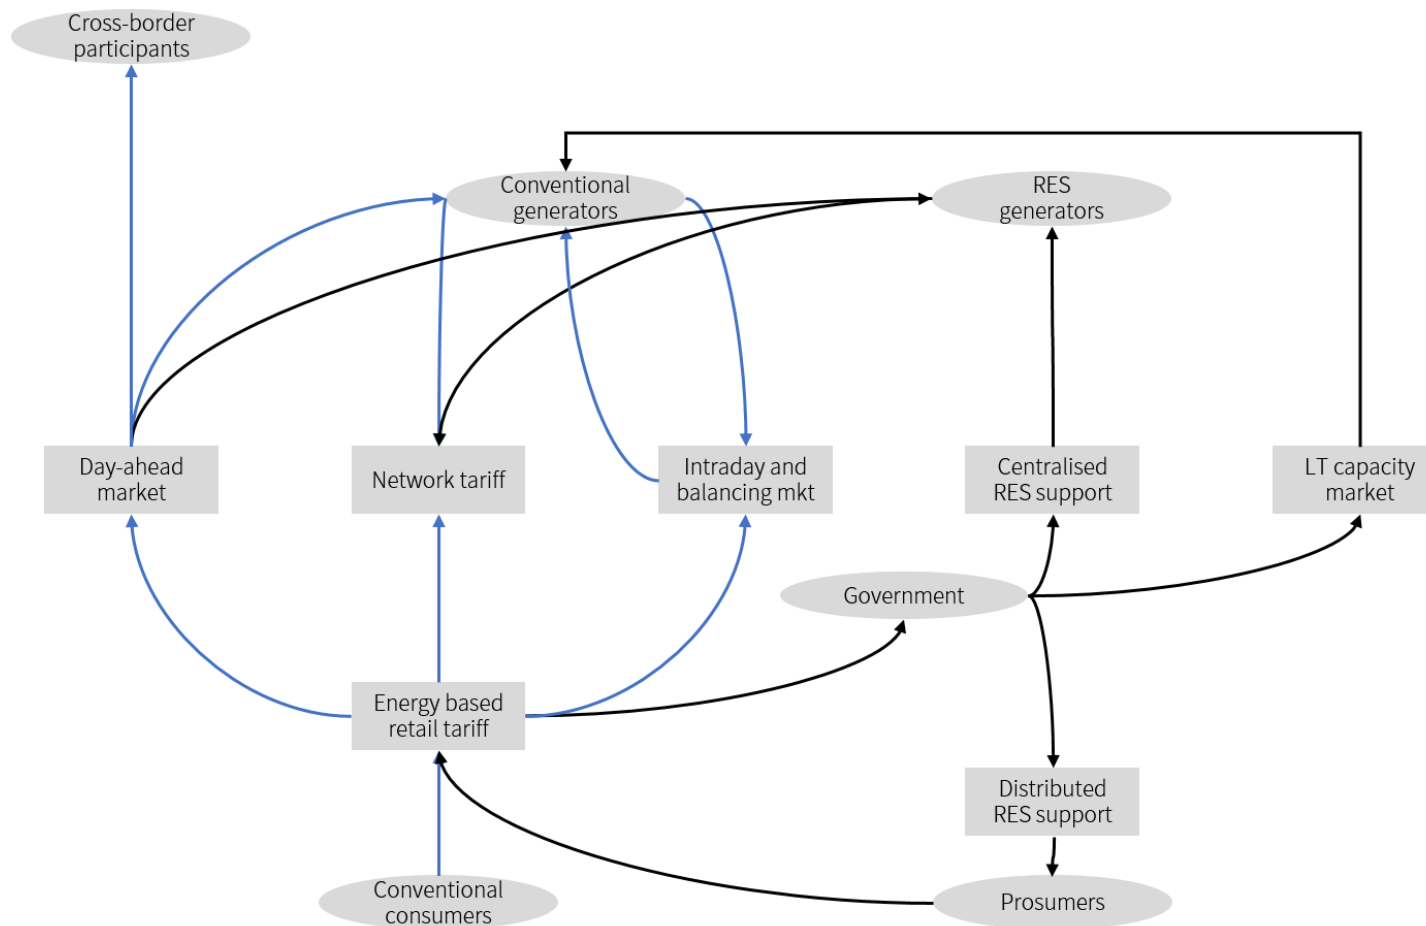 Cross-border
participants
Conventional
generators
RES
generators
Day-ahead
market
Network tariff
Intraday and
balancing mkt
Centralised
RES support
LT capacity
market
Government
Energy based
retail tariff
Distributed
RES support
Conventional
consumers
Prosumers